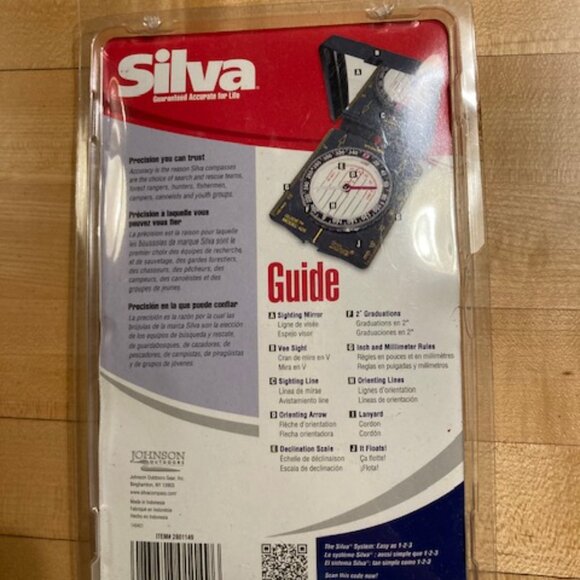 Silva
Guaranteed Accurate for Life
Precision you can trust
Accuracy is the reason Silva compasses
are the choice of search and rescue teams,
forest rangers, hunters, fishermen,
campers, canoeists and youth groups.
Précision à laquelle vous
pouvez vous fier
La précision est la raison pour laquelle
les boussoles de marque Silva sont le
premier choix des équipes de recherche
et de sauvetage, des gardes forestiers,
des chasseurs, des pêcheurs, des
campeurs, des canoéistes et des
groupes de jeunes.
Precisión en la que puede confiar
La precisión es la razón por la cual las
brújulas de la marca Silva son la elección
de los equipos de búsqueda y rescate,
de guardabosques, de cazadores, de
pescadores, de campistas, de piragüistas
y de grupos de jóvenes.
Guide
A Sighting Mirror
Ligne de visée
Espejo visor
B Vee Sight
Cran de mire en V
Mira en V
C Sighting Line
Linea de mirase
Avistamiento line
D Orienting Arrow
Flèche d'orientation
Flecha orientadora
E Declination Scale
Échelle de déclinaison
Escala de declinación
F 2° Graduations
Graduations en 2°
Graduaciones en 2°
G Inch and Millimeter Rules
Règles en pouces et en millimètres
Reglas en pulgadas y milímetros
H Orienting Lines
Lignes d'orientation
Líneas de orientación
I Lanyard
Cordon
Cordón
J It Floats!
Ça flotte!
¡Flota!
JOHNSON
OUTDOORS
Johnson Outdoors Gear, Inc.
Binghamton, NY 13903
www.silvacompass.com
Made in Indonesia
Fabriqué en Indonésie
Hecho en Indonesia
ITEM# 2801149
The Silva System: Easy as 1-2-3
Le système Silva : aussi simple que 1-2-3
El sistema Silva: tan simple como 1-2-3
Scan this code now!